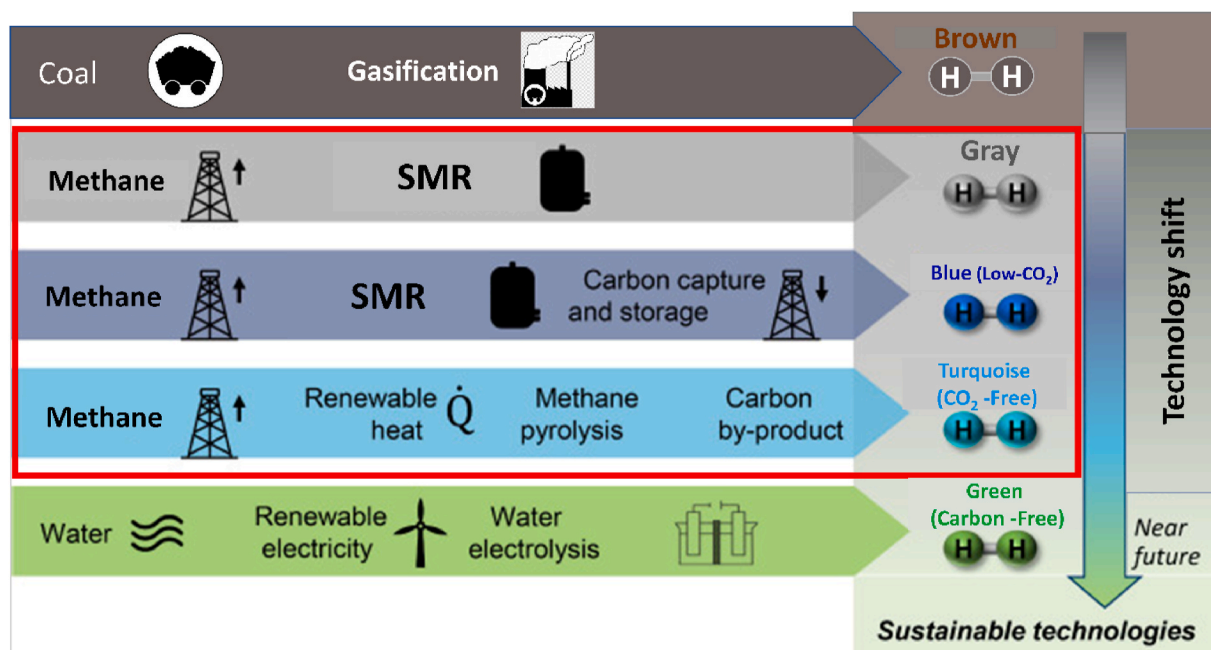 Coal
Gasification
Brown
H H
Methane
SMR
Gray
H H
Methane
SMR
Carbon capture
and storage
Blue (Low-CO₂)
H H
Methane
Renewable
heat
Q̇
Methane
pyrolysis
Carbon
by-product
Turquoise
(CO₂ -Free)
H H
Water
Renewable
electricity
Water
electrolysis
Green
(Carbon -Free)
H H
Technology shift
Near
future
Sustainable technologies